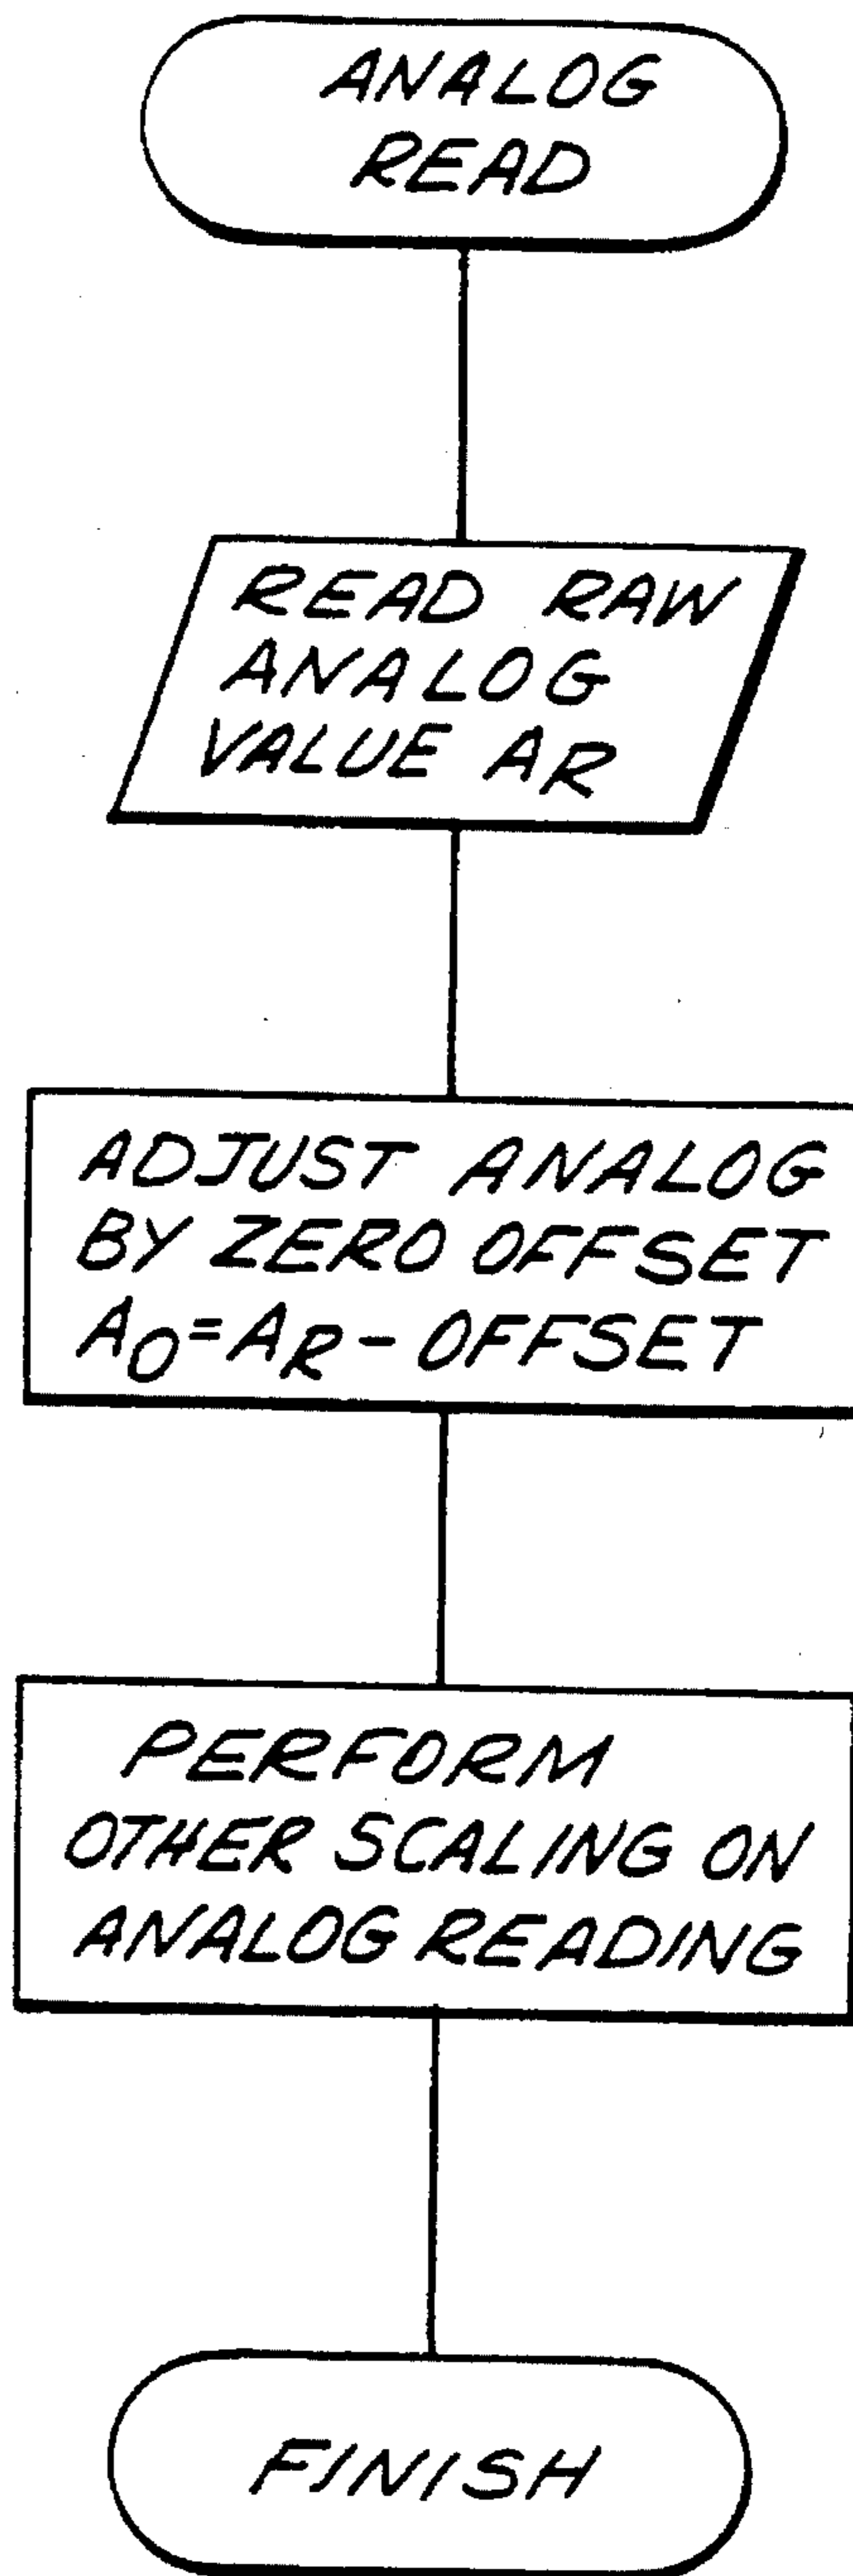 ANALOG
READ
READ RAW
ANALOG
VALUE AR
ADJUST ANALOG
BY ZERO OFFSET
AO=AR-OFFSET
PERFORM
OTHER SCALING ON
ANALOG READING
FINISH